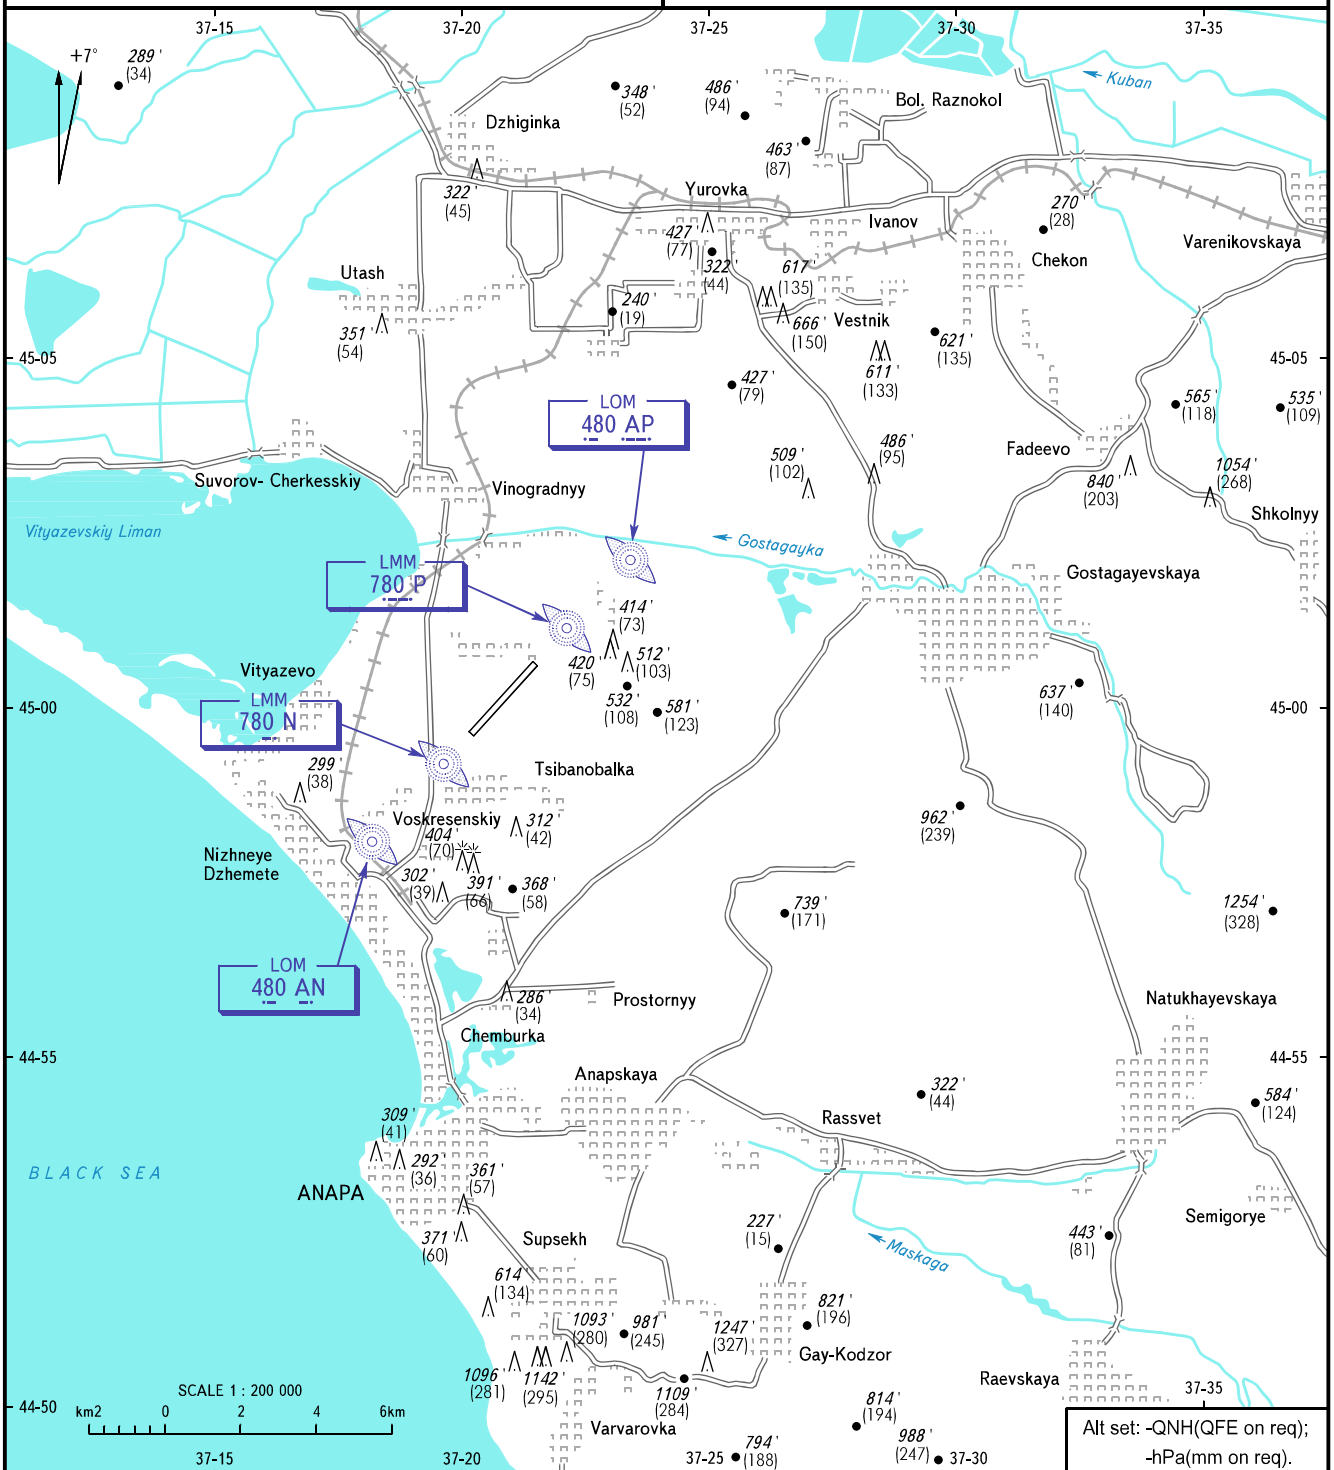 37-15
37-20
37-25
37-30
37-35
+7°
289'
(34)
348'
(52)
486'
(94)
Bol. Raznokol
Kuban
Dzhiginka
463'
(87)
322'
(45)
Yurovka
270'
(28)
Ivanov
427'
(77)
Varenikovskaya
Chekon
322'
(44)
617'
(135)
Utash
240'
(19)
666'
(150)
Vestnik
351'
(54)
621'
(135)
45-05
45-05
611'
(133)
427'
(79)
565'
(118)
535'
(109)
LOM
480 AP
Fadeevo
486'
(95)
509'
(102)
1054'
(268)
840'
(203)
Suvorov- Cherkesskiy
Vinogradnyy
Shkolnyy
Vityazevskiy Liman
Gostagayka
LMM
780 P
Gostagayevskaya
414'
(73)
512'
(103)
420'
(75)
Vityazevo
637'
(140)
532'
(108)
581'
(123)
45-00
45-00
LMM
780 N
299'
(38)
Tsibanobalka
Voskresenskiy
312'
(42)
404'
(70)
962'
(239)
Nizhneye
Dzhemete
302'
(39)
391'
(66)
368'
(58)
739'
(171)
1254'
(328)
LOM
480 AN
286'
(34)
Prostornyy
Natukhayevskaya
Chemburka
44-55
44-55
Anapskaya
322'
(44)
584'
(124)
309'
(41)
Rassvet
292'
(36)
361'
(57)
BLACK SEA
ANAPA
371'
(60)
Supsekh
227'
(15)
Maskaga
443'
(81)
Semigorye
614'
(134)
1093'
(280)
981'
(245)
1247'
(327)
821'
(196)
Gay-Kodzor
1096'
(281)
1142'
(295)
1109'
(284)
Raevskaya
37-35
SCALE 1 : 200 000
km2 0 2 4 6km
44-50
814'
(194)
Varvarovka
794'
(188)
988'
(247)
37-15
37-20
37-25
37-30
Alt set: -QNH(QFE on req);
-hPa(mm on req).